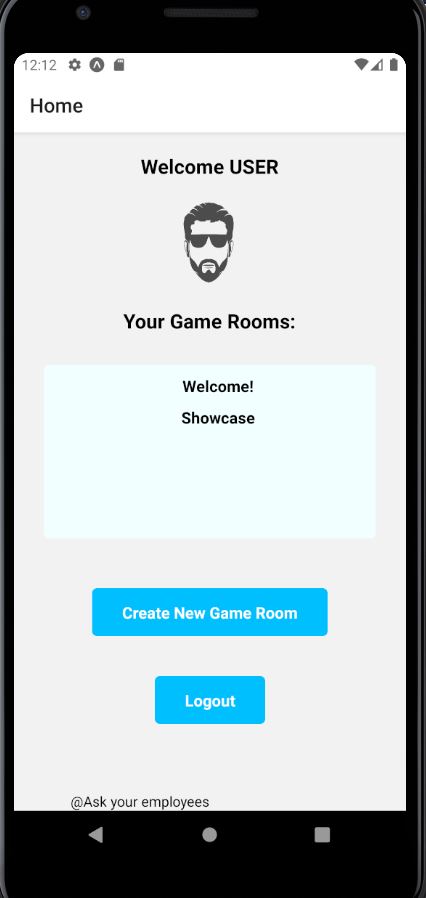 12:12
Home
Welcome USER
Your Game Rooms:
Welcome!
Showcase
Create New Game Room
Logout
@Ask your employees